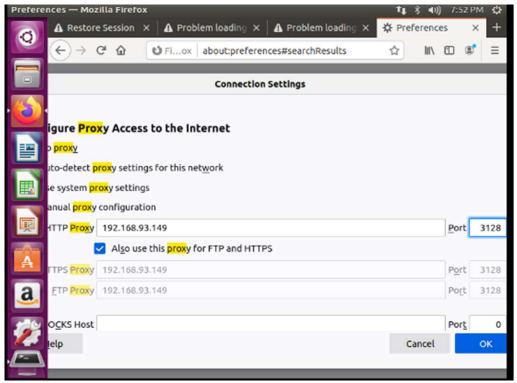 Preferences — Mozilla Firefox 7:52 PM
Restore Session × Problem loading × Problem loading × Preferences × +
Fi...ox about:preferences#searchResults
Connection Settings
igure Proxy Access to the Internet
o proxy
uto-detect proxy settings for this network
se system proxy settings
anual proxy configuration
HTTP Proxy 192.168.93.149 Port 3128
Also use this proxy for FTP and HTTPS
TTPS Proxy 192.168.93.149 Port 3128
FTP Proxy 192.168.93.149 Port 3128
OCKS Host Port 0
elp Cancel OK